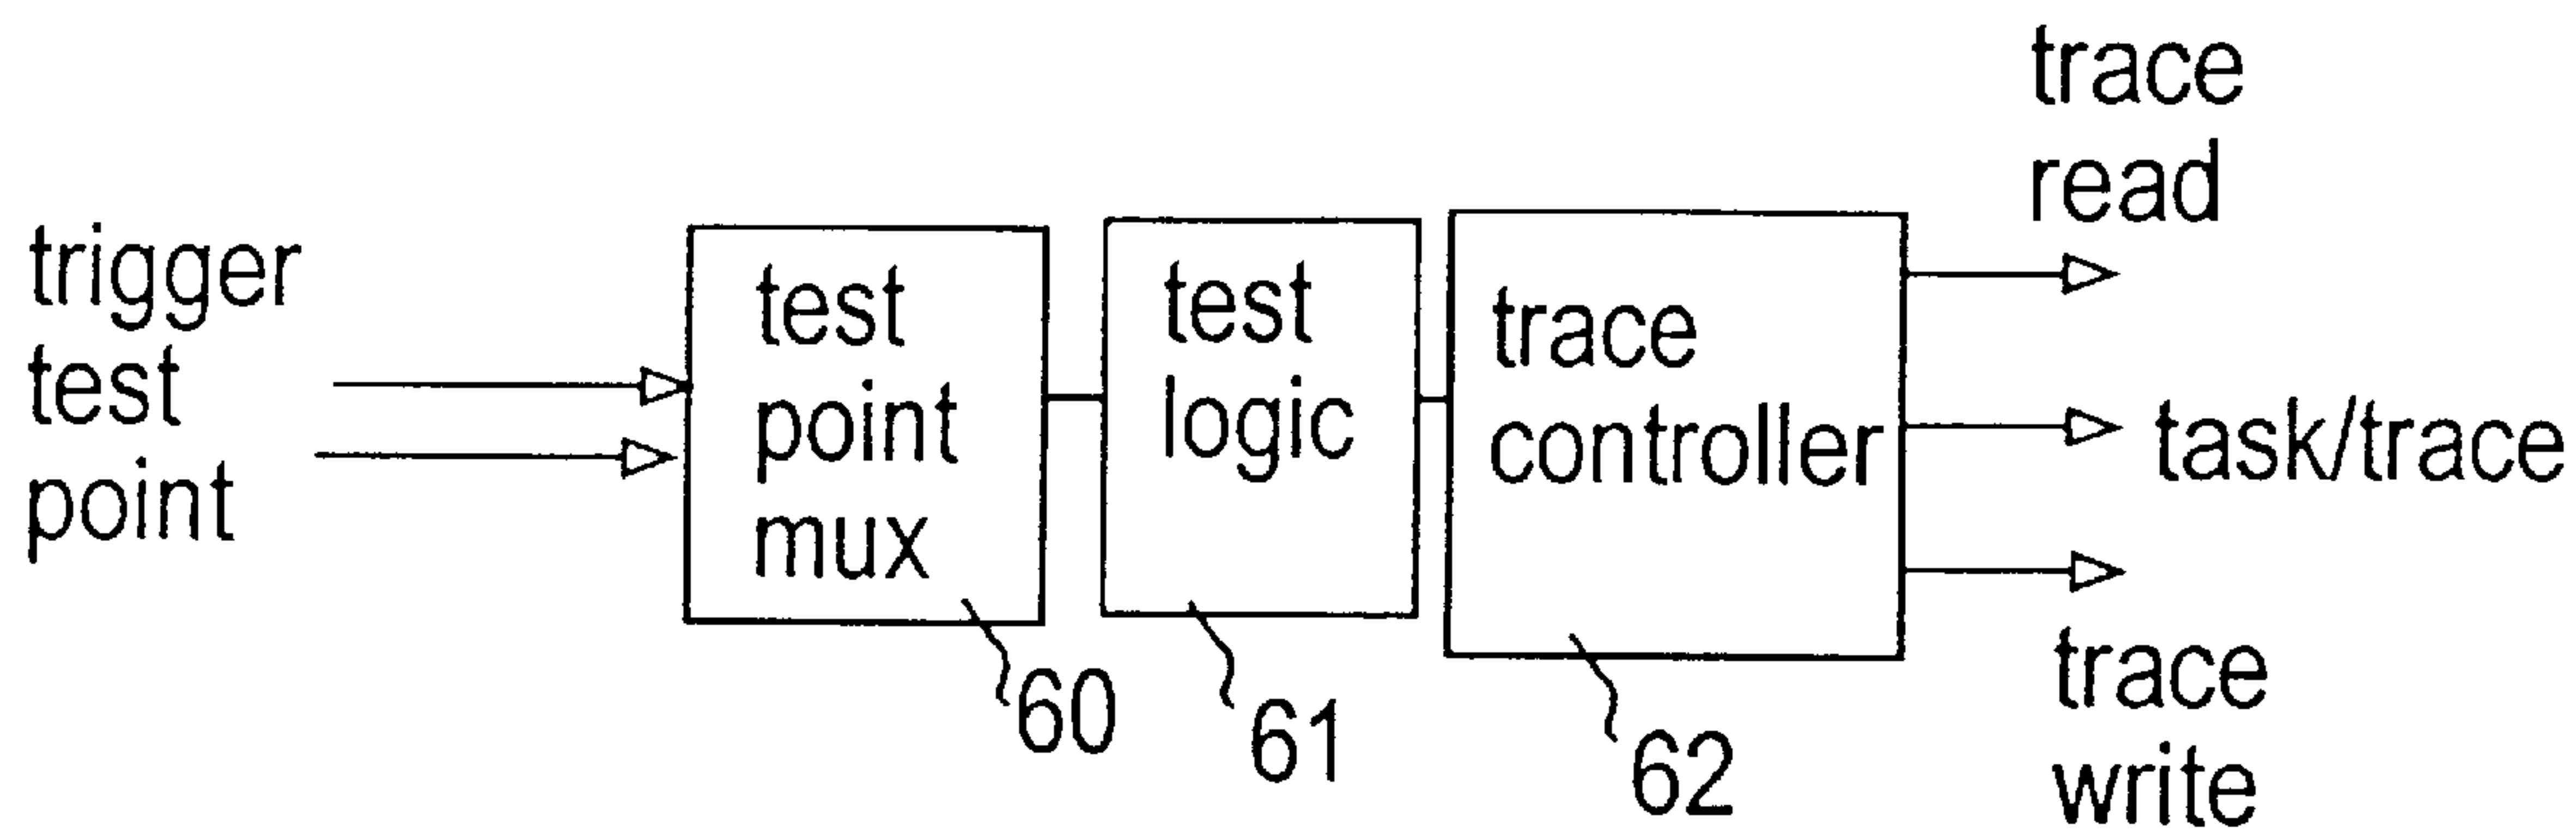 trigger
test
point
test
point
mux
60
test
logic
61
trace
controller
62
trace
read
task/trace
trace
write